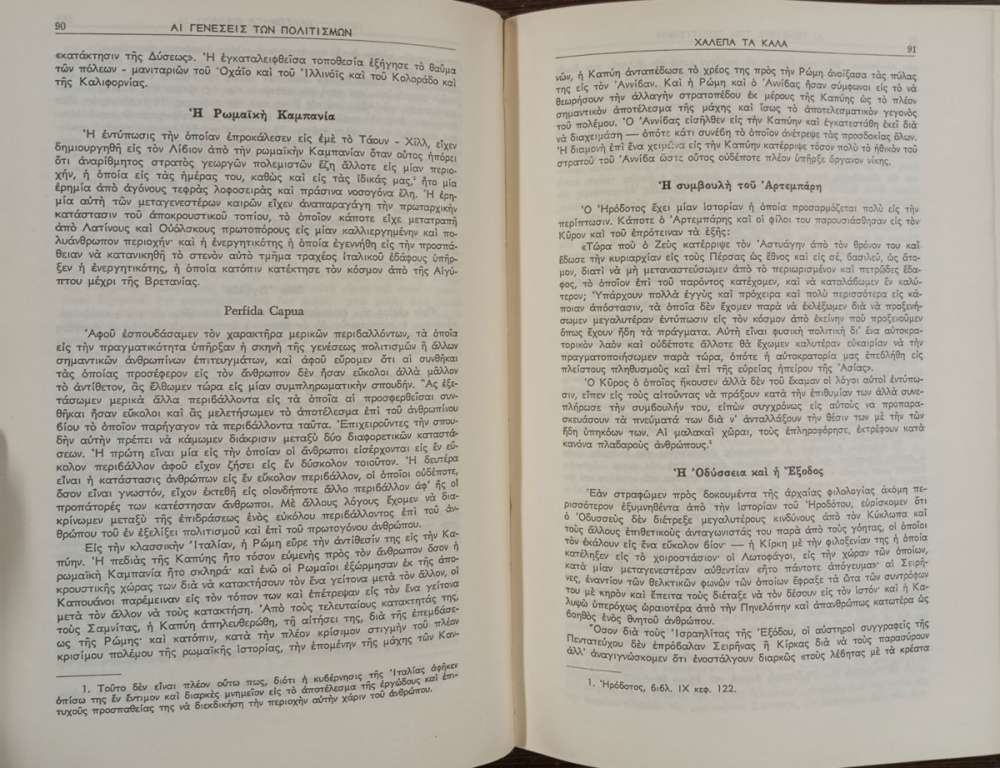 90
ΑΙ ΓΕΝΕΣΕΙΣ ΤΩΝ ΠΟΛΙΤΙΣΜΩΝ
«κατάκτησιν τῆς Δύσεως». Ἡ ἐγκαταλειφθεῖσα τοποθεσία ἐξήγησε τὸ θαῦμα
τῶν πόλεων - μανιταριῶν τοῦ Ὀχάϊο καὶ τοῦ Ἰλλινόϊς καὶ τοῦ Κολοράδο καὶ
τῆς Καλιφορνίας.
Ἡ Ρωμαϊκὴ Καμπανία
Ἡ ἐντύπωσις τὴν ὁποίαν ἐπροκάλεσεν εἰς ἐμὲ τὸ Τάουν - Χίλλ, εἶχεν
δημιουργηθῆ εἰς τὸν Λίβιον ἀπὸ τὴν ρωμαϊκὴν Καμπανίαν ὅταν οὗτος ἠπόρει
ὅτι ἀναρίθμητος στρατὸς γεωργῶν πολεμιστῶν ἔζη ἄλλοτε εἰς μίαν περιο-
χήν, ἡ ὁποία εἰς τὰς ἡμέρας του, καθὼς καὶ εἰς τὰς ἰδικάς μας,¹ ἦτο μία
ἐρημία ἀπὸ ἀγόνους τεφρὰς λοφοσειρὰς καὶ πράσινα νοσογόνα ἕλη. Ἡ ἐρη-
μία αὐτὴ τῶν μεταγενεστέρων καιρῶν εἶχεν ἀναπαραγάγη τὴν πρωταρχικὴν
κατάστασιν τοῦ ἀποκρουστικοῦ τοπίου, τὸ ὁποῖον κάποτε εἶχε μετατραπῆ
ἀπὸ Λατίνους καὶ Οὐόλσκους πρωτοπόρους εἰς μίαν καλλιεργημένην καὶ πο-
λυάνθρωπον περιοχήν· καὶ ἡ ἐνεργητικότης ἡ ὁποία ἐγεννήθη εἰς τὴν προσπά-
θειαν νὰ κατανικηθῆ τὸ στενὸν αὐτὸ τμῆμα τραχέος Ἰταλικοῦ ἐδάφους ὑπῆρ-
ξεν ἡ ἐνεργητικότης, ἡ ὁποία κατόπιν κατέκτησε τὸν κόσμον ἀπὸ τῆς Αἰγύ-
πτου μέχρι τῆς Βρετανίας.
Perfida Capua
Ἀφοῦ ἐσπουδάσαμεν τὸν χαρακτῆρα μερικῶν περιβαλλόντων, τὰ ὁποῖα
εἰς τὴν πραγματικότητα ὑπῆρξαν ἡ σκηνὴ τῆς γενέσεως πολιτισμῶν ἢ ἄλλων
σημαντικῶν ἀνθρωπίνων ἐπιτευγμάτων, καὶ ἀφοῦ εὕρομεν ὅτι αἱ συνθῆκαι
τὰς ὁποίας προσέφερον εἰς τὸν ἄνθρωπον δὲν ἦσαν εὔκολοι ἀλλὰ μᾶλλον
τὸ ἀντίθετον, ἂς ἔλθωμεν τώρα εἰς μίαν συμπληρωματικὴν σπουδήν. Ἂς ἐξε-
τάσωμεν μερικὰ ἄλλα περιβάλλοντα εἰς τὰ ὁποῖα αἱ προσφερθεῖσαι συν-
θῆκαι ἦσαν εὔκολοι καὶ ἂς μελετήσωμεν τὸ ἀποτέλεσμα ἐπὶ τοῦ ἀνθρωπίνου
βίου τὸ ὁποῖον παρήγαγον τὰ περιβάλλοντα ταῦτα. Ἐπιχειροῦντες τὴν σπου-
δὴν αὐτὴν πρέπει νὰ κάμωμεν διάκρισιν μεταξὺ δύο διαφορετικῶν καταστά-
σεων. Ἡ πρώτη εἶναι μία εἰς τὴν ὁποίαν οἱ ἄνθρωποι εἰσέρχονται εἰς ἓν εὔ-
κολον περιβάλλον ἀφοῦ εἶχον ζήσει εἰς ἓν δύσκολον τοιοῦτον. Ἡ δευτέρα
εἶναι ἡ κατάστασις ἀνθρώπων εἰς ἓν εὔκολον περιβάλλον, οἱ ὁποῖοι οὐδέποτε,
ὅσον εἶναι γνωστόν, εἶχον ἐκτεθῆ εἰς οἱονδήποτε ἄλλο περιβάλλον ἀφ' ἧς οἱ
προπάτορές των κατέστησαν ἄνθρωποι. Μὲ ἄλλους λόγους ἔχομεν νὰ δια-
κρίνωμεν μεταξὺ τῆς ἐπιδράσεως ἑνὸς εὐκόλου περιβάλλοντος ἐπὶ τοῦ ἀν-
θρώπου τοῦ ἐν ἐξελίξει πολιτισμοῦ καὶ ἐπὶ τοῦ πρωτογόνου ἀνθρώπου.
Εἰς τὴν κλασσικὴν Ἰταλίαν, ἡ Ρώμη εὗρε τὴν ἀντίθεσίν της εἰς τὴν Κα-
πύην. Ἡ πεδιὰς τῆς Καπύης ἦτο τόσον εὐμενὴς πρὸς τὸν ἄνθρωπον ὅσον ἡ
ρωμαϊκὴ Καμπανία ἦτο σκληρά· καὶ ἐνῶ οἱ Ρωμαῖοι ἐξώρμησαν ἐκ τῆς ἀπο-
κρουστικῆς χώρας των διὰ νὰ κατακτήσουν τὸν ἕνα γείτονα μετὰ τὸν ἄλλον, οἱ
Καπουάνοι παρέμειναν εἰς τὸν τόπον των καὶ ἐπέτρεψαν εἰς τὸν ἕνα γείτονα
μετὰ τὸν ἄλλον νὰ τοὺς κατακτήση. Ἀπὸ τοὺς τελευταίους κατακτητάς της,
τοὺς Σαμνίτας, ἡ Καπύη ἀπηλευθερώθη, τῇ αἰτήσει της, διὰ τῆς ἐπεμβάσε-
ως τῆς Ρώμης· καὶ κατόπιν, κατὰ τὴν πλέον κρίσιμον στιγμὴν τοῦ πλέον
κρισίμου πολέμου τῆς ρωμαϊκῆς Ἱστορίας, τὴν ἑπομένην τῆς μάχης τῶν Καν-
1. Τοῦτο δὲν εἶναι πλέον οὕτω πως, διότι ἡ κυβέρνησις τῆς Ἰταλίας ἀφῆκεν
ὀπίσω της ἓν ἔντιμον καὶ διαρκὲς μνημεῖον εἰς τὸ ἀποτέλεσμα τῆς ἐργώδους καὶ ἐπι-
τυχοῦς προσπαθείας της νὰ διεκδικήση τὴν περιοχὴν αὐτὴν χάριν τοῦ ἀνθρώπου.
ΧΑΛΕΠΑ ΤΑ ΚΑΛΑ
91
νῶν, ἡ Καπύη ἀνταπέδωσε τὸ χρέος της πρὸς τὴν Ρώμη ἀνοίξασα τὰς πύλας
της εἰς τὸν Ἀννίβαν. Καὶ ἡ Ρώμη καὶ ὁ Ἀννίβας ἦσαν σύμφωνοι εἰς τὸ νὰ
θεωρήσουν τὴν ἀλλαγὴν στρατοπέδου ἐκ μέρους τῆς Καπύης ὡς τὸ πλέον
σημαντικὸν ἀποτέλεσμα τῆς μάχης καὶ ἴσως τὸ ἀποτελεσματικὸν γεγονὸς
τοῦ πολέμου. Ὁ Ἀννίβας εἰσῆλθεν εἰς τὴν Καπύην καὶ ἐγκατεστάθη ἐκεῖ διὰ
νὰ διαχειμάση — ὁπότε κάτι συνέβη τὸ ὁποῖον ἀνέτρεψε τὰς προσδοκίας ὅλων.
Ἡ διαμονὴ ἐπὶ ἕνα χειμῶνα εἰς τὴν Καπύην κατέρριψε τόσον πολὺ τὸ ἠθικὸν τοῦ
στρατοῦ τοῦ Ἀννίβα ὥστε οὗτος οὐδέποτε πλέον ὑπῆρξε ὄργανον νίκης.
Ἡ συμβουλὴ τοῦ Ἀρτεμπάρη
Ὁ Ἡρόδοτος ἔχει μίαν Ἱστορίαν ἡ ὁποία προσαρμόζεται πολὺ εἰς τὴν
περίπτωσιν. Κάποτε ὁ Ἀρτεμπάρης καὶ οἱ φίλοι του παρουσιάσθησαν εἰς τὸν
Κῦρον καὶ τοῦ ἐπρότειναν τὰ ἑξῆς:
«Τώρα ποὺ ὁ Ζεὺς κατέρριψε τὸν Ἀστυάγην ἀπὸ τὸν θρόνον του καὶ
ἔδωσε τὴν κυριαρχίαν εἰς τοὺς Πέρσας ὡς ἔθνος καὶ εἰς σέ, βασιλεῦ, ὡς ἄτο-
μον, διατὶ νὰ μὴ μεταναστεύσωμεν ἀπὸ τὸ περιωρισμένον καὶ πετρῶδες ἔδα-
φος, τὸ ὁποῖον ἐπὶ τοῦ παρόντος κατέχομεν, καὶ νὰ καταλάβωμεν ἓν καλύ-
τερον; Ὑπάρχουν πολλὰ ἐγγὺς καὶ πρόχειρα καὶ πολὺ περισσότερα εἰς κά-
ποιαν ἀπόστασιν, τὰ ὁποῖα δὲν ἔχομεν παρὰ νὰ ἐκλέξωμεν διὰ νὰ προξενή-
σωμεν μεγαλυτέραν ἐντύπωσιν εἰς τὸν κόσμον ἀπὸ ἐκείνην ποὺ προξενοῦμεν
ὅπως ἔχουν ἤδη τὰ πράγματα. Αὐτὴ εἶναι φυσικὴ πολιτικὴ δι' ἕνα αὐτοκρα-
τορικὸν λαὸν καὶ οὐδέποτε ἄλλοτε θὰ ἔχωμεν καλυτέραν εὐκαιρίαν νὰ τὴν
πραγματοποιήσωμεν παρὰ τώρα, ὁπότε ἡ αὐτοκρατορία μας ἐπεβλήθη εἰς
πλείστους πληθυσμοὺς καὶ ἐπὶ τῆς εὑρείας ἠπείρου τῆς Ἀσίας».
Ὁ Κῦρος ὁ ὁποῖος ἤκουσεν ἀλλὰ δὲν τοῦ ἔκαμαν οἱ λόγοι αὐτοὶ ἐντύπω-
σιν, εἶπεν εἰς τοὺς αἰτοῦντας νὰ πράξουν κατὰ τὴν ἐπιθυμίαν των ἀλλὰ συνε-
πλήρωσε τὴν συμβουλήν του, εἰπὼν συγχρόνως εἰς αὐτοὺς νὰ προπαρα-
σκευάσουν τὰ πνεύματά των διὰ ν' ἀνταλλάξουν τὴν θέσιν των μὲ τὴν τῶν
ἤδη ὑπηκόων των. Αἱ μαλακαὶ χῶραι, τοὺς ἐπληροφόρησε, ἐκτρέφουν κατὰ
κανόνα πλαδαροὺς ἀνθρώπους.¹
Ἡ Ὀδύσσεια καὶ ἡ Ἔξοδος
Ἐὰν στραφῶμεν πρὸς δοκουμέντα τῆς ἀρχαίας φιλολογίας ἀκόμη πε-
ρισσότερον ἐξυμνηθέντα ἀπὸ τὴν Ἱστορίαν τοῦ Ἡροδότου, εὑρίσκομεν ὅτι
ὁ Ὀδυσσεὺς δὲν διέτρεξε μεγαλυτέρους κινδύνους ἀπὸ τὸν Κύκλωπα καὶ
τοὺς ἄλλους ἐπιθετικοὺς ἀνταγωνιστάς του παρὰ ἀπὸ τοὺς γόητας, οἱ ὁποῖοι
τὸν ἐκάλουν εἰς ἕνα εὔκολον βίον· — ἡ Κίρκη μὲ τὴν φιλοξενίαν της ἡ ὁποία
κατέληξεν εἰς τὸ χοιροστάσιον· οἱ Λωτοφάγοι, εἰς τὴν χώραν τῶν ὁποίων,
κατὰ μίαν μεταγενεστέραν αὐθεντίαν «ἦτο πάντοτε ἀπόγευμα»· αἱ Σειρῆ-
νες, ἐναντίον τῶν θελκτικῶν φωνῶν τῶν ὁποίων ἔφραξε τὰ ὦτα τῶν συντρόφων
του μὲ κηρὸν καὶ ἔπειτα τοὺς διέταξε νὰ τὸν δέσουν εἰς τὸν ἱστόν· καὶ ἡ Κα-
λυψὼ ὑπερόχως ὡραιοτέρα ἀπὸ τὴν Πηνελόπην καὶ ἀπανθρώπως κατωτέρα ὡς
βοηθὸς ἑνὸς θνητοῦ ἀνθρώπου.
Ὅσον διὰ τοὺς Ἰσραηλίτας τῆς Ἐξόδου, οἱ αὐστηροὶ συγγραφεῖς τῆς
Πεντατεύχου δὲν ἐπρόβαλαν Σειρῆνας ἢ Κίρκας διὰ νὰ τοὺς παρασύρουν
ἀλλ' ἀναγιγνώσκομεν ὅτι ἐνοστάλγουν διαρκῶς «τοὺς λέβητας μὲ τὰ κρέατα
1. Ἡρόδοτος, βιβλ. IX κεφ. 122.